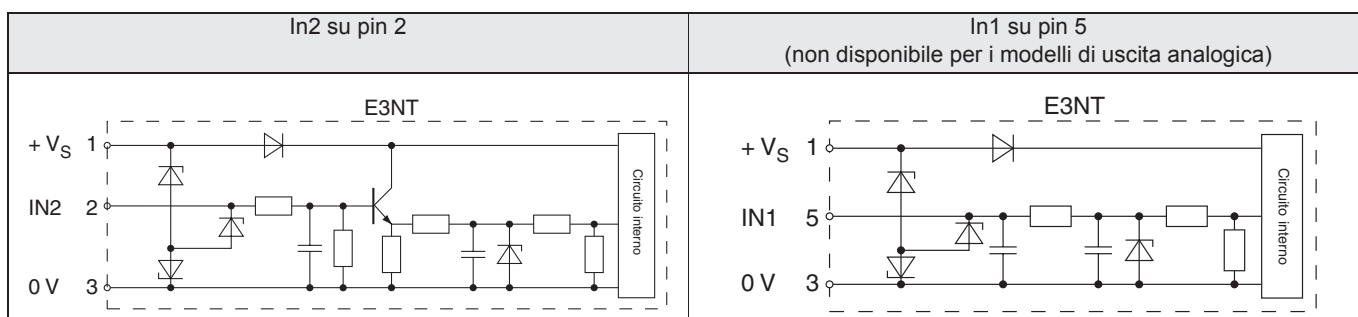 In2 su pin 2
In1 su pin 5
(non disponibile per i modelli di uscita analogica)
E3NT
+ VS 1
IN2 2
0 V 3
Circuito interno
E3NT
+ VS 1
IN1 5
0 V 3
Circuito interno